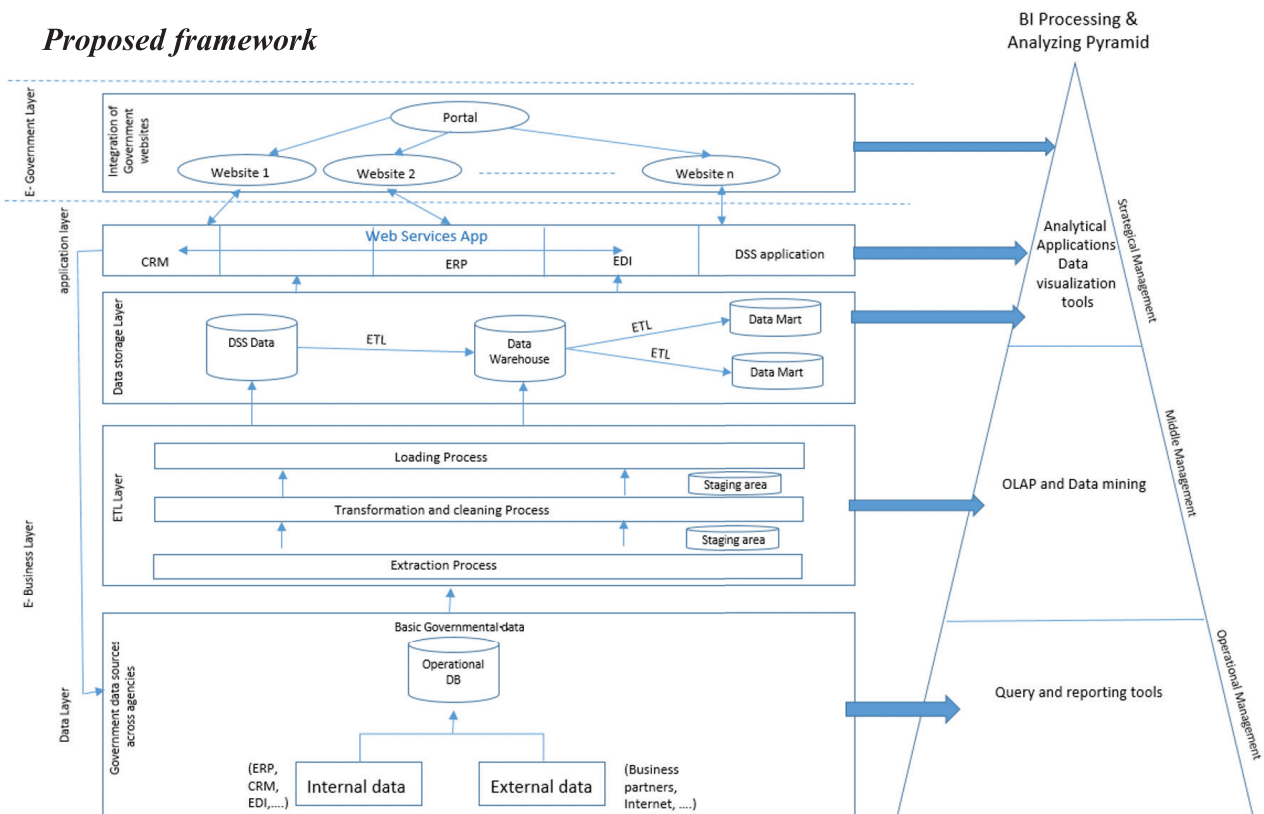 Proposed framework
BI Processing &
Analyzing Pyramid
E- Government Layer
Integration of
Government
websites
Portal
Website 1
Website 2
Website n
application layer
Web Services App
CRM
ERP
EDI
DSS application
Analytical
Applications
Data
visualization
tools
Strategical Management
Data storage Layer
DSS Data
ETL
Data
Warehouse
ETL
ETL
Data Mart
Data Mart
E- Business Layer
ETL Layer
Loading Process
Staging area
Transformation and cleaning Process
Staging area
Extraction Process
OLAP and Data mining
Middle Management
Data Layer
Government data sources
across agencies
Basic Governmental data
Operational
DB
(ERP,
CRM,
EDI,....)
Internal data
External data
(Business
partners,
Internet, ....)
Query and reporting tools
Operational Management